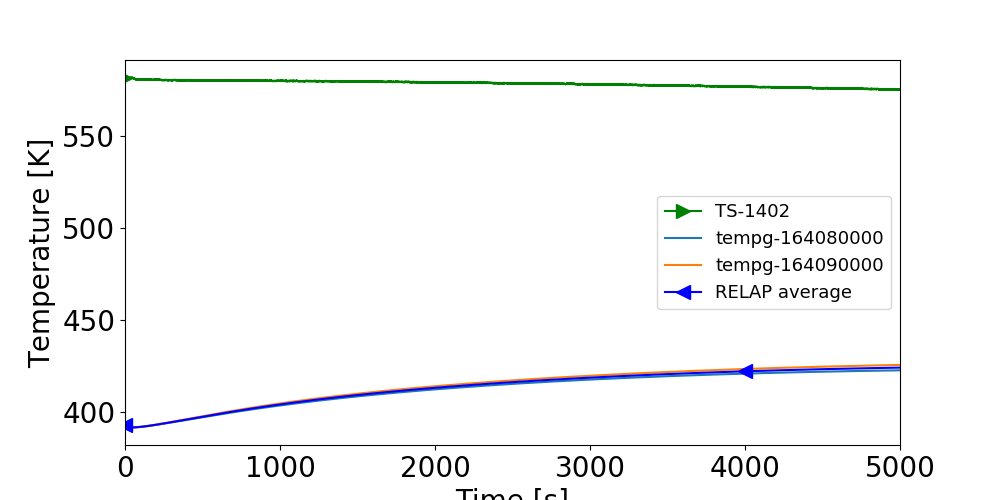 Temperature [K]
550
500
450
400
TS-1402
tempg-164080000
tempg-164090000
RELAP average
0 1000 2000 3000 4000 5000
Time [s]